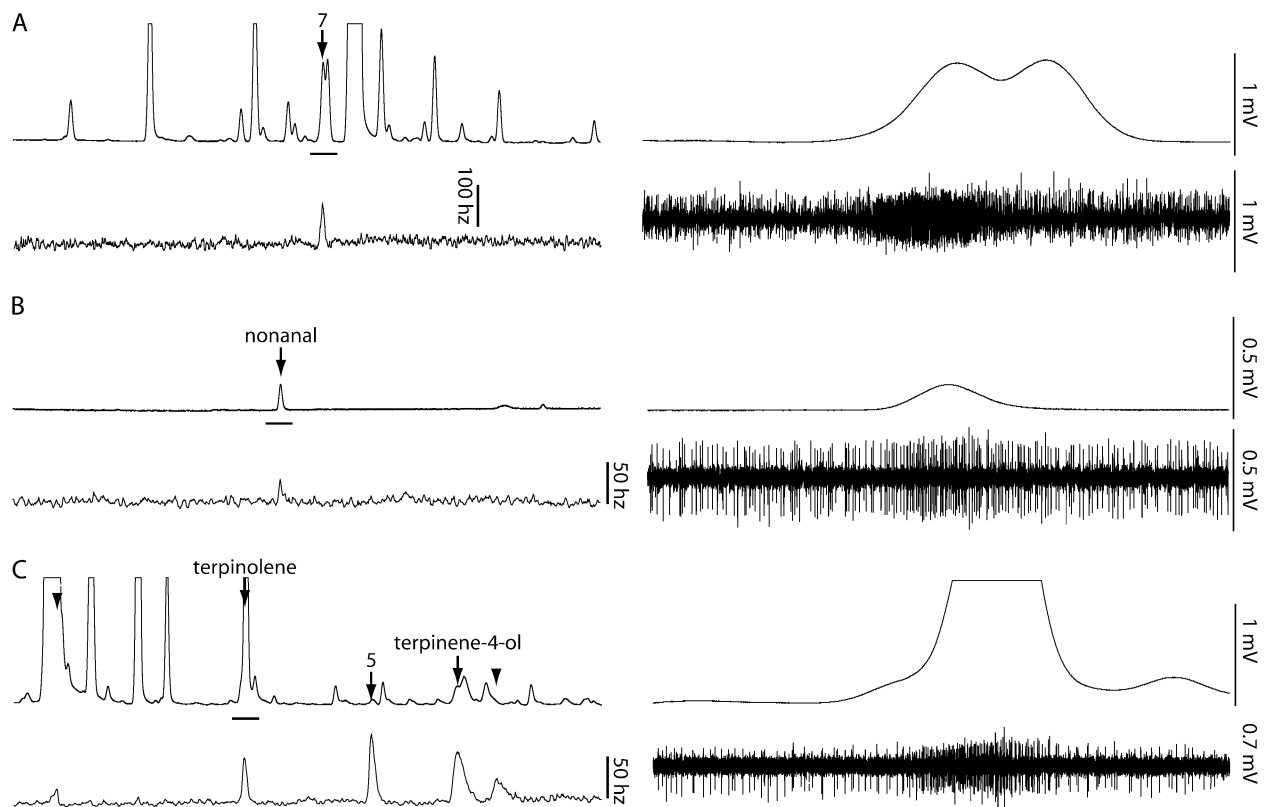 A
7
1 mV
100 hz
1 mV
B
nonanal
0.5 mV
50 hz
0.5 mV
C
terpinolene
terpinene-4-ol
5
1 mV
50 hz
0.7 mV